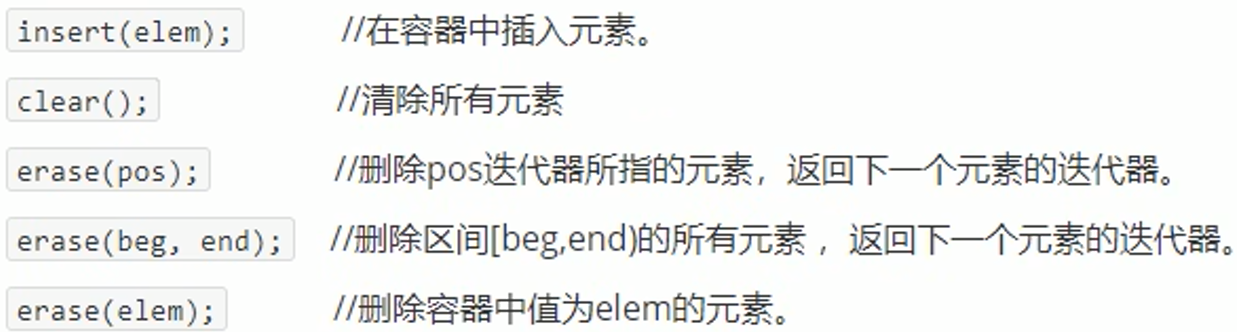 insert(elem); //在容器中插入元素。
clear(); //清除所有元素
erase(pos); //删除pos迭代器所指的元素，返回下一个元素的迭代器。
erase(beg, end); //删除区间[beg,end)的所有元素 ，返回下一个元素的迭代器。
erase(elem); //删除容器中值为elem的元素。